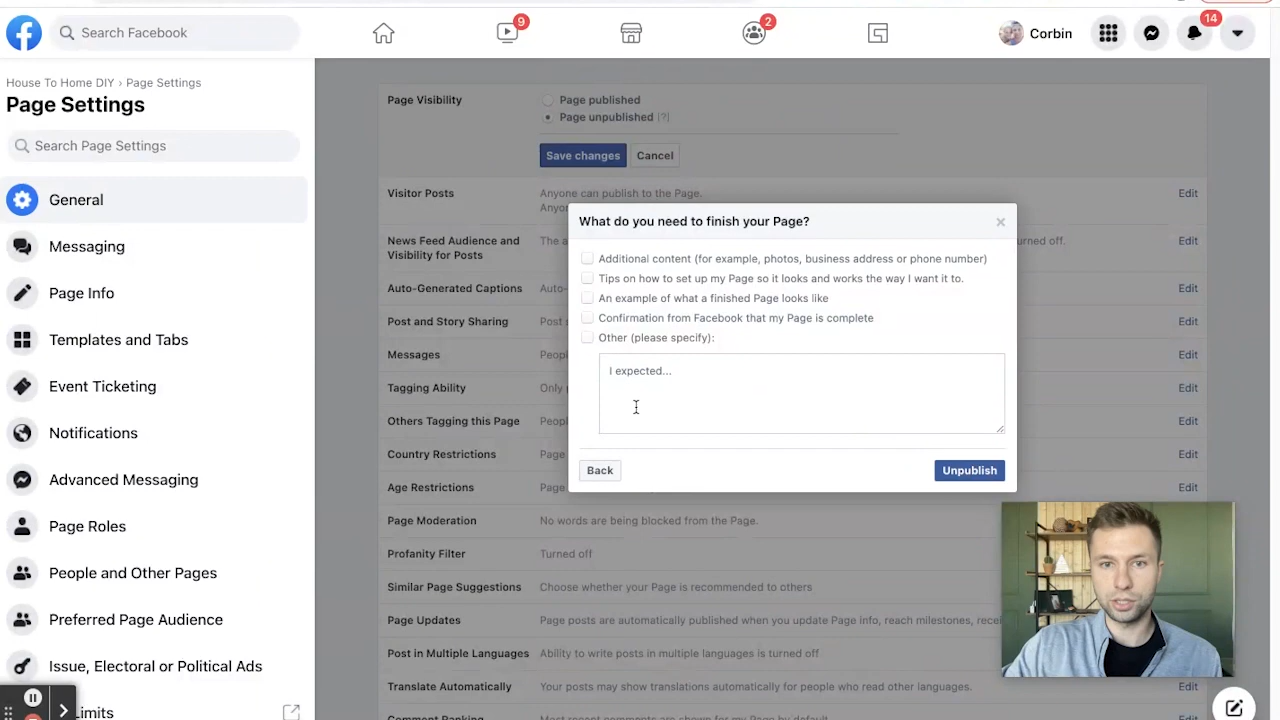 Search Facebook
9
2
Corbin
14
House To Home DIY › Page Settings
Page Settings
Search Page Settings
General
Messaging
Page Info
Templates and Tabs
Event Ticketing
Notifications
Advanced Messaging
Page Roles
People and Other Pages
Preferred Page Audience
Issue, Electoral or Political Ads
Limits
Page Visibility
Page published
Page unpublished [?]
Save changes
Cancel
Visitor Posts
Anyone can publish to the Page.
Edit
News Feed Audience and
Visibility for Posts
The
turned off.
Edit
Auto-Generated Captions
Auto-
Edit
Post and Story Sharing
Post
Edit
Messages
Edit
Tagging Ability
Only
Edit
Others Tagging this Page
Edit
Country Restrictions
Page
Edit
Age Restrictions
Page
Edit
Page Moderation
No words are being blocked from the Page.
Profanity Filter
Turned off
Similar Page Suggestions
Choose whether your Page is recommended to others
Page Updates
Page posts are automatically published when you update Page info, reach milestones,
Post in Multiple Languages
Ability to write posts in multiple languages is turned off
Translate Automatically
Your posts may show translations automatically for people who read other languages.
Edit
What do you need to finish your Page?
Additional content (for example, photos, business address or phone number)
Tips on how to set up my Page so it looks and works the way I want it to.
An example of what a finished Page looks like
Confirmation from Facebook that my Page is complete
Other (please specify):
I expected...
Back
Unpublish